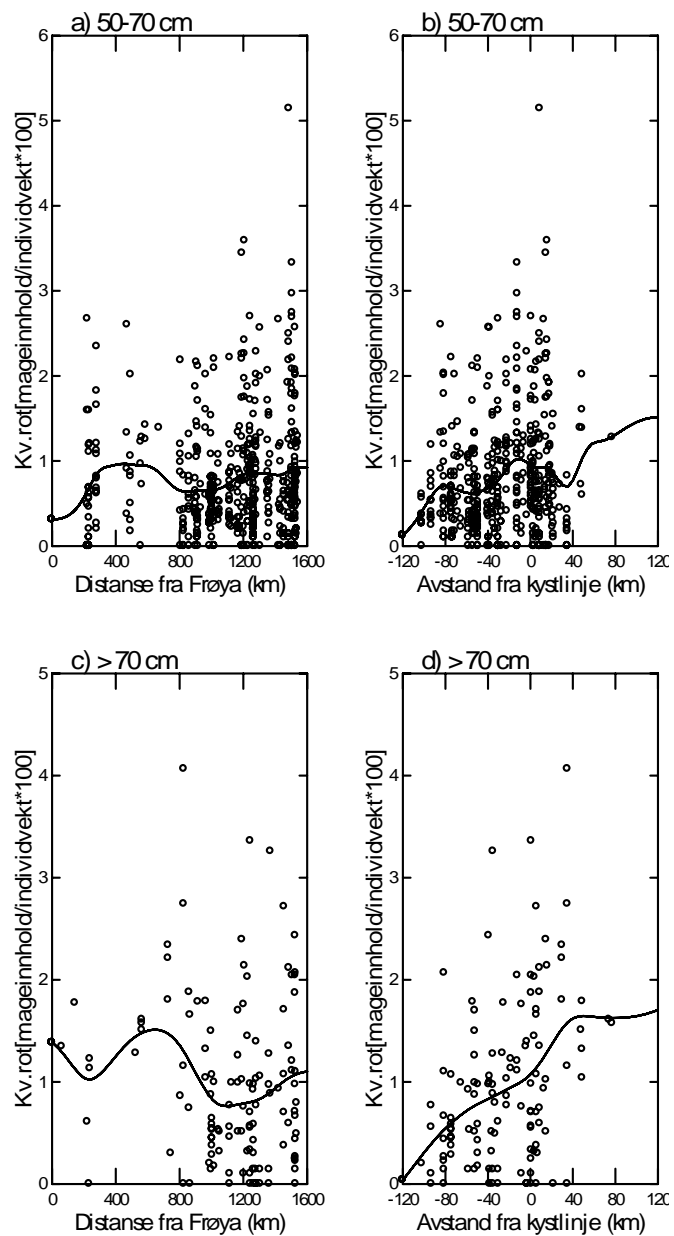 a) 50-70 cm
6
5
4
3
2
1
0
Kv.rot[mageinnhold/individvekt*100]
0 400 800 1200 1600
Distanse fra Frøya (km)
b) 50-70 cm
6
5
4
3
2
1
0
Kv.rot[mageinnhold/individvekt*100]
-120 -80 -40 0 40 80 120
Avstand fra kystlinje (km)
c) > 70 cm
5
4
3
2
1
0
Kv.rot[mageinnhold/individvekt*100]
0 400 800 1200 1600
Distanse fra Frøya (km)
d) > 70 cm
5
4
3
2
1
0
Kv.rot[mageinnhold/individvekt*100]
-120 -80 -40 0 40 80 120
Avstand fra kystlinje (km)